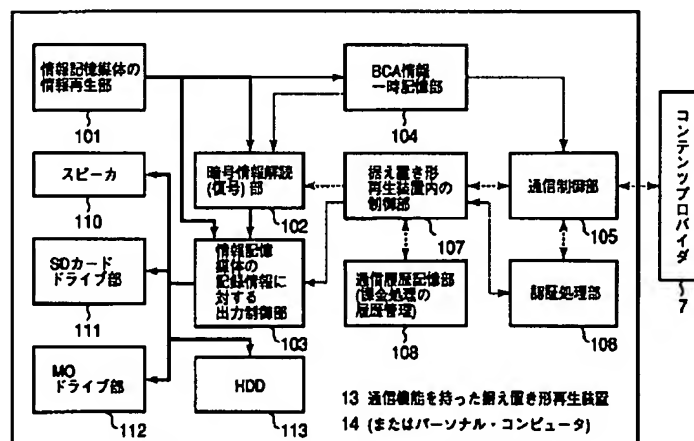 情報記憶媒体の
情報再生部
101
BCA情報
一時記憶部
104
コンテンツプロバイダ
7
スピーカ
110
暗号情報解読
(復号)部
102
据え置き形
再生装置内の
制御部
107
通信制御部
105
SDカード
ドライブ部
111
情報記憶
媒体の
記録情報に
対する
出力制御部
103
通信履歴記憶部
(課金処理の
履歴管理)
108
認証処理部
106
MO
ドライブ部
112
HDD
113
13 通信機能を持った据え置き形再生装置
14 (またはパーソナル・コンピュータ)